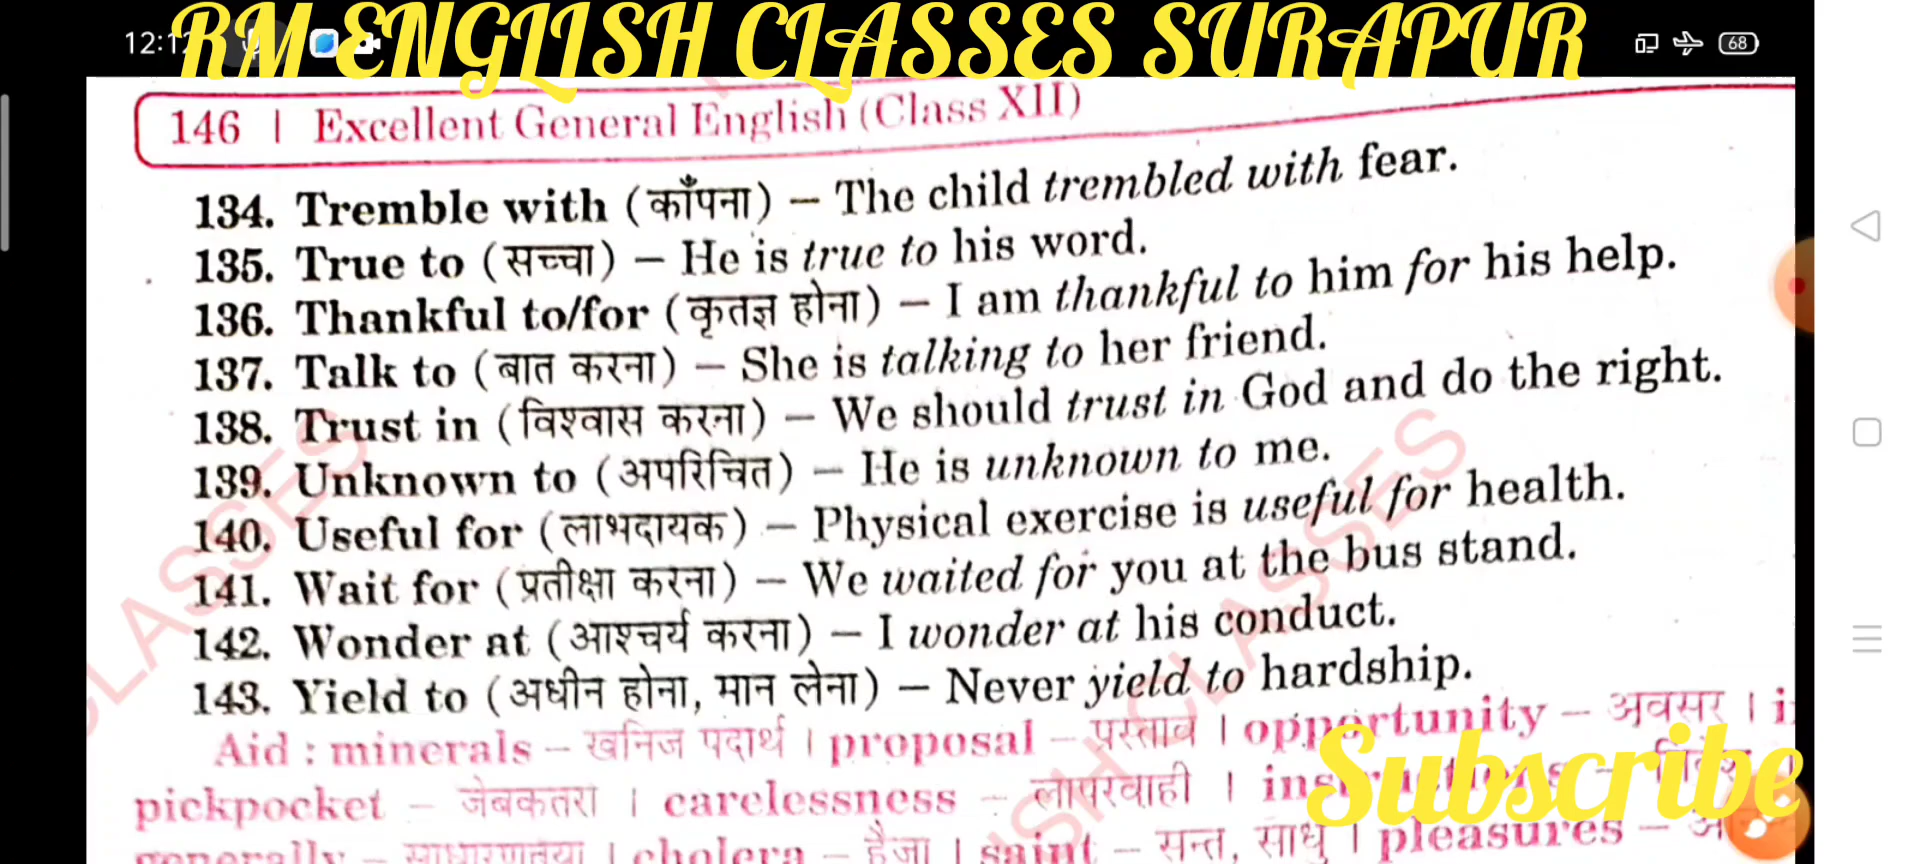 RM ENGLISH CLASSES SURAPUR
68
146 | Excellent General English (Class XII)
134. Tremble with (काँपना) – The child trembled with fear.
135. True to (सच्चा) – He is true to his word.
136. Thankful to/for (कृतज्ञ होना) – I am thankful to him for his help.
137. Talk to (बात करना) – She is talking to her friend.
138. Trust in (विश्वास करना) – We should trust in God and do the right.
139. Unknown to (अपरिचित) – He is unknown to me.
140. Useful for (लाभदायक) – Physical exercise is useful for health.
141. Wait for (प्रतीक्षा करना) – We waited for you at the bus stand.
142. Wonder at (आश्चर्य करना) – I wonder at his conduct.
143. Yield to (अधीन होना, मान लेना) – Never yield to hardship.
Aid : minerals – खनिज पदार्थ । proposal – प्रस्ताव । opportunity – अवसर ।
pickpocket – जेबकतरा । carelessness – लापरवाही ।
Subscribe
generally – साधारणतया । cholera – हैजा । saint – सन्त, साधु । pleasures –
CLASSES
CLASSES